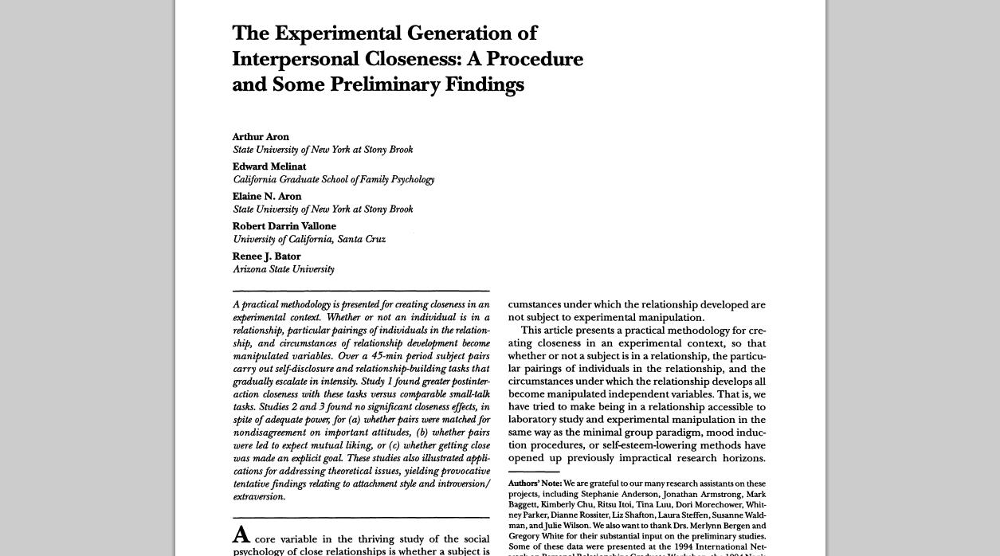 The Experimental Generation of
Interpersonal Closeness: A Procedure
and Some Preliminary Findings
Arthur Aron
State University of New York at Stony Brook
Edward Melinat
California Graduate School of Family Psychology
Elaine N. Aron
State University of New York at Stony Brook
Robert Darrin Vallone
University of California, Santa Cruz
Renee J. Bator
Arizona State University
A practical methodology is presented for creating closeness in an
experimental context. Whether or not an individual is in a
relationship, particular pairings of individuals in the relation-
ship, and circumstances of relationship development become
manipulated variables. Over a 45-min period subject pairs
carry out self-disclosure and relationship-building tasks that
gradually escalate in intensity. Study 1 found greater postinter-
action closeness with these tasks versus comparable small-talk
tasks. Studies 2 and 3 found no significant closeness effects, in
spite of adequate power, for (a) whether pairs were matched for
nondisagreement on important attitudes, (b) whether pairs
were led to expect mutual liking, or (c) whether getting close
was made an explicit goal. These studies also illustrated appli-
cations for addressing theoretical issues, yielding provocative
tentative findings relating to attachment style and introversion/
extraversion.
A core variable in the thriving study of the social
psychology of close relationships is whether a subject is
cumstances under which the relationship developed are
not subject to experimental manipulation.
This article presents a practical methodology for cre-
ating closeness in an experimental context, so that
whether or not a subject is in a relationship, the particu-
lar pairings of individuals in the relationship, and the
circumstances under which the relationship develops all
become manipulated independent variables. That is, we
have tried to make being in a relationship accessible to
laboratory study and experimental manipulation in the
same way as the minimal group paradigm, mood induc-
tion procedures, or self-esteem-lowering methods have
opened up previously impractical research horizons.
Authors' Note: We are grateful to our many research assistants on these
projects, including Stephanie Anderson, Jonathan Armstrong, Mark
Baggett, Kimberly Chu, Ritsu Itoi, Tina Luu, Dori Morechower, Whit-
ney Parker, Dianne Rossiter, Liz Shafton, Laura Steffen, Susanne Wald-
man, and Julie Wilson. We also want to thank Drs. Merlynn Bergen and
Gregory White for their substantial input on the preliminary studies.
Some of these data were presented at the 1994 International Net-